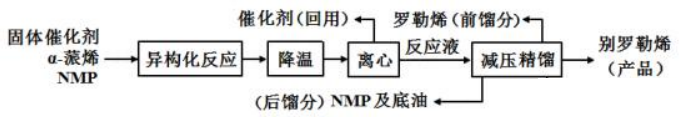 催化剂(回用)
罗勒烯(前馏分)
固体催化剂
α-蒎烯
NMP
异构化反应
降温
离心
反应液
减压精馏
别罗勒烯
(产品)
(后馏分) NMP及底油